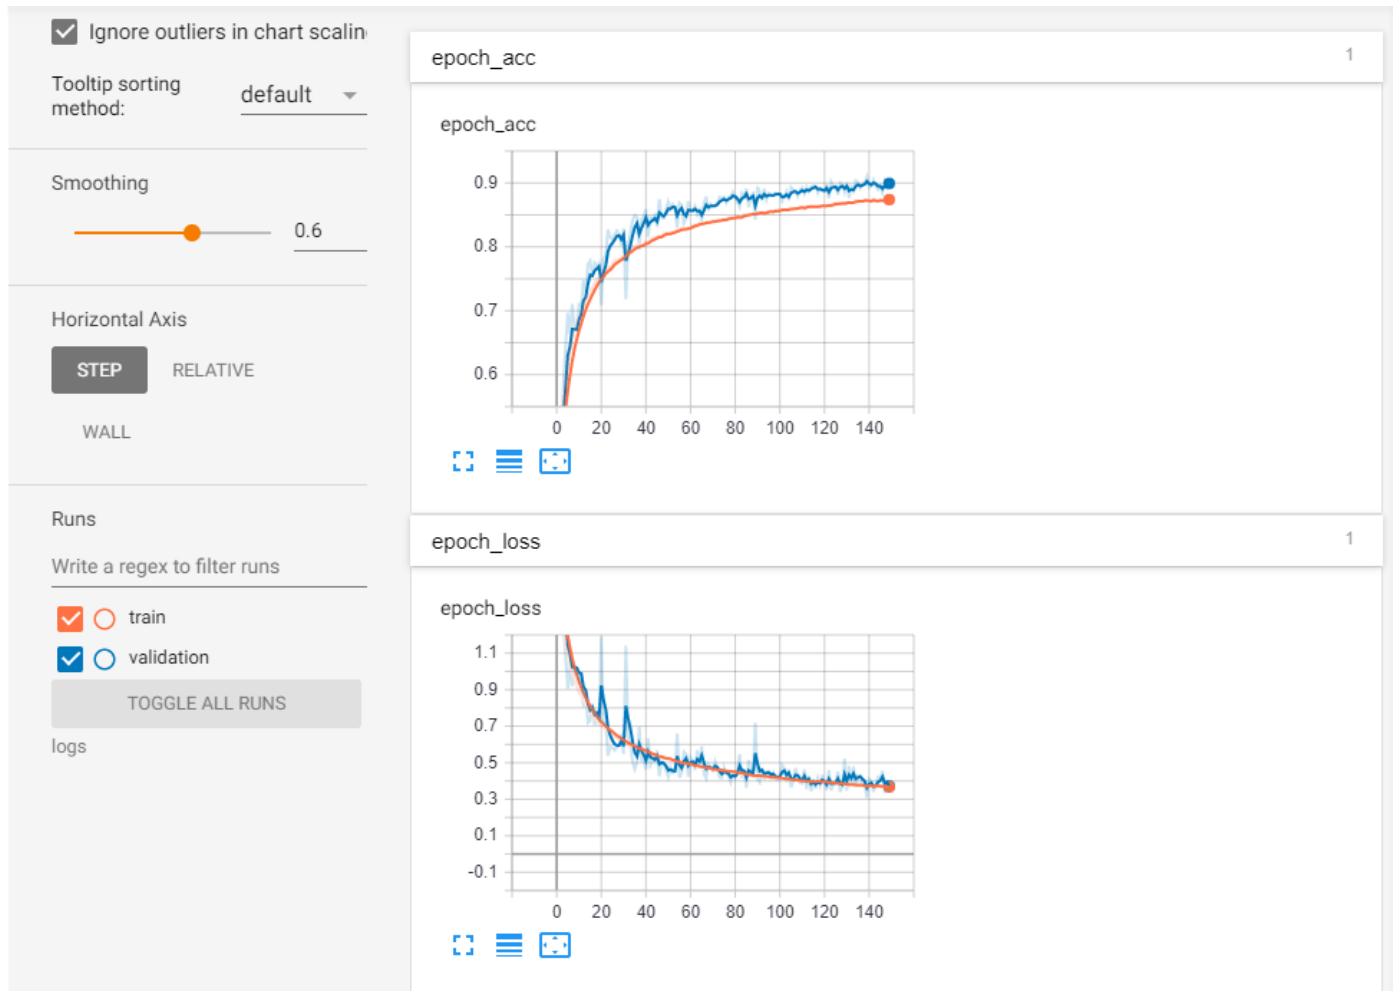 Ignore outliers in chart scalin
Tooltip sorting
method:
default
Smoothing
0.6
Horizontal Axis
STEP
RELATIVE
WALL
Runs
Write a regex to filter runs
train
validation
TOGGLE ALL RUNS
logs
epoch_acc
1
epoch_acc
0.9
0.8
0.7
0.6
0 20 40 60 80 100 120 140
epoch_loss
1
epoch_loss
1.1
0.9
0.7
0.5
0.3
0.1
-0.1
0 20 40 60 80 100 120 140